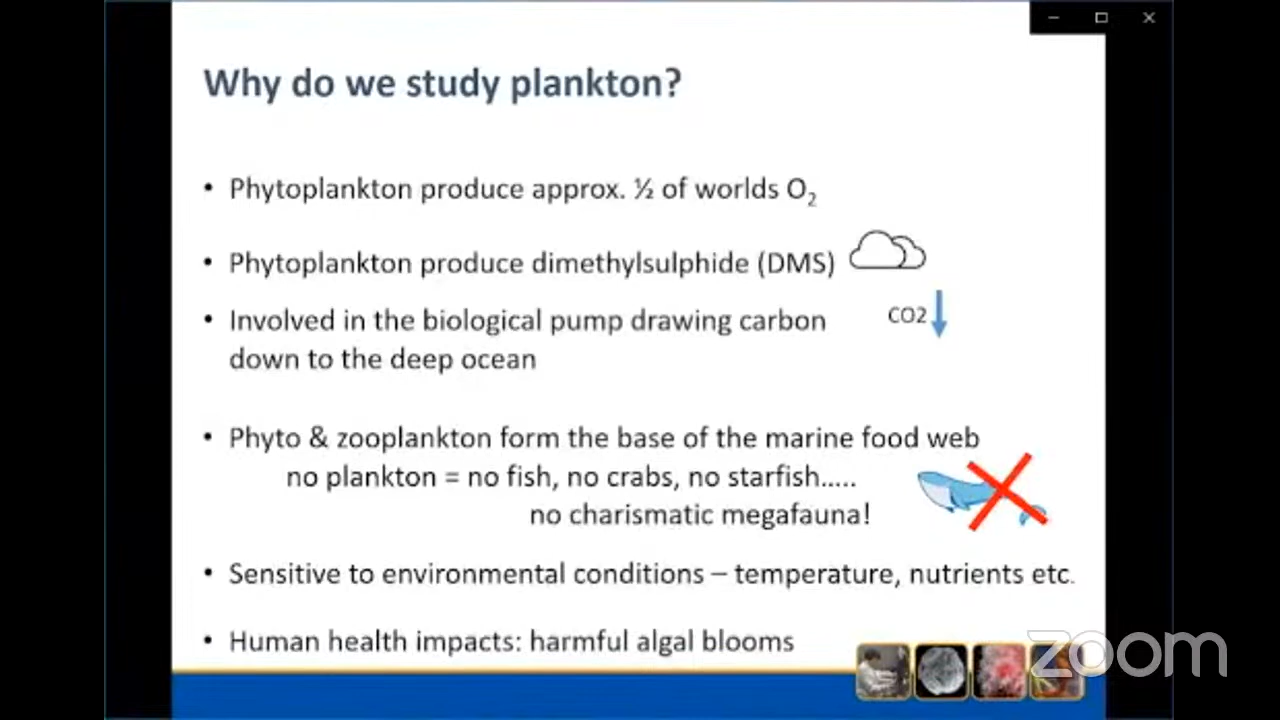 Why do we study plankton?
• Phytoplankton produce approx. ½ of worlds O₂
• Phytoplankton produce dimethylsulphide (DMS)
• Involved in the biological pump drawing carbon
CO2
down to the deep ocean
• Phyto & zooplankton form the base of the marine food web
no plankton = no fish, no crabs, no starfish.....
no charismatic megafauna!
• Sensitive to environmental conditions – temperature, nutrients etc.
• Human health impacts: harmful algal blooms
zoom